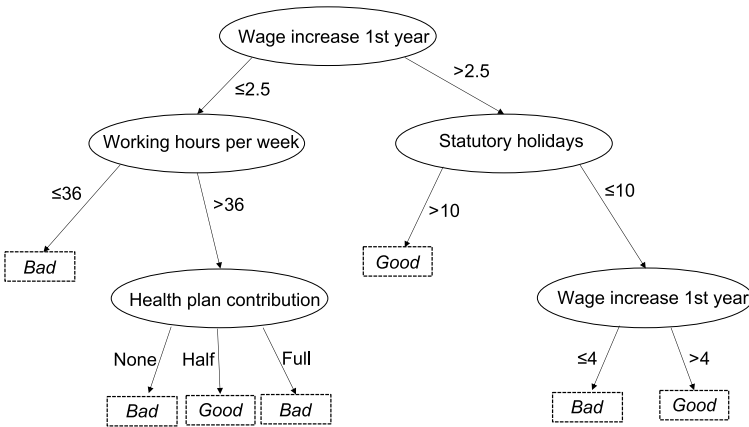 Wage increase 1st year
≤2.5
>2.5
Working hours per week
Statutory holidays
≤36
>36
>10
≤10
Bad
Good
Health plan contribution
Wage increase 1st year
None
Half
Full
≤4
>4
Bad
Good
Bad
Bad
Good